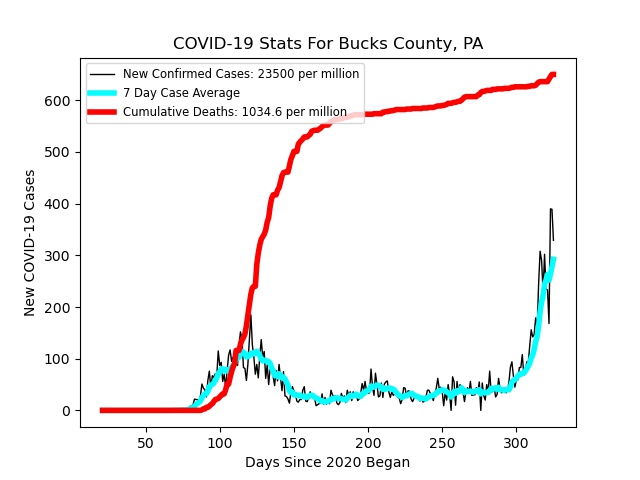 COVID-19 Stats For Bucks County, PA
New Confirmed Cases: 23500 per million
7 Day Case Average
Cumulative Deaths: 1034.6 per million
New COVID-19 Cases
600
500
400
300
200
100
0
50 100 150 200 250 300
Days Since 2020 Began